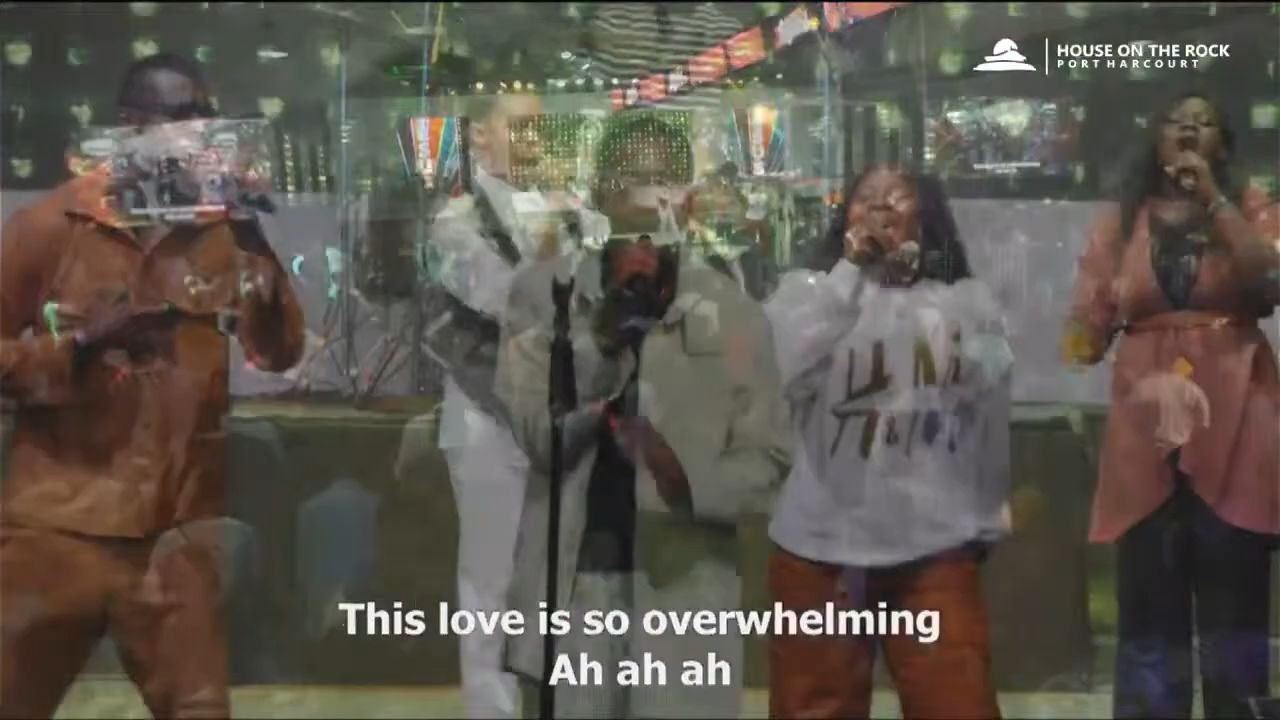 HOUSE ON THE ROCK
PORT HARCOURT
This love is so overwhelming
Ah ah ah